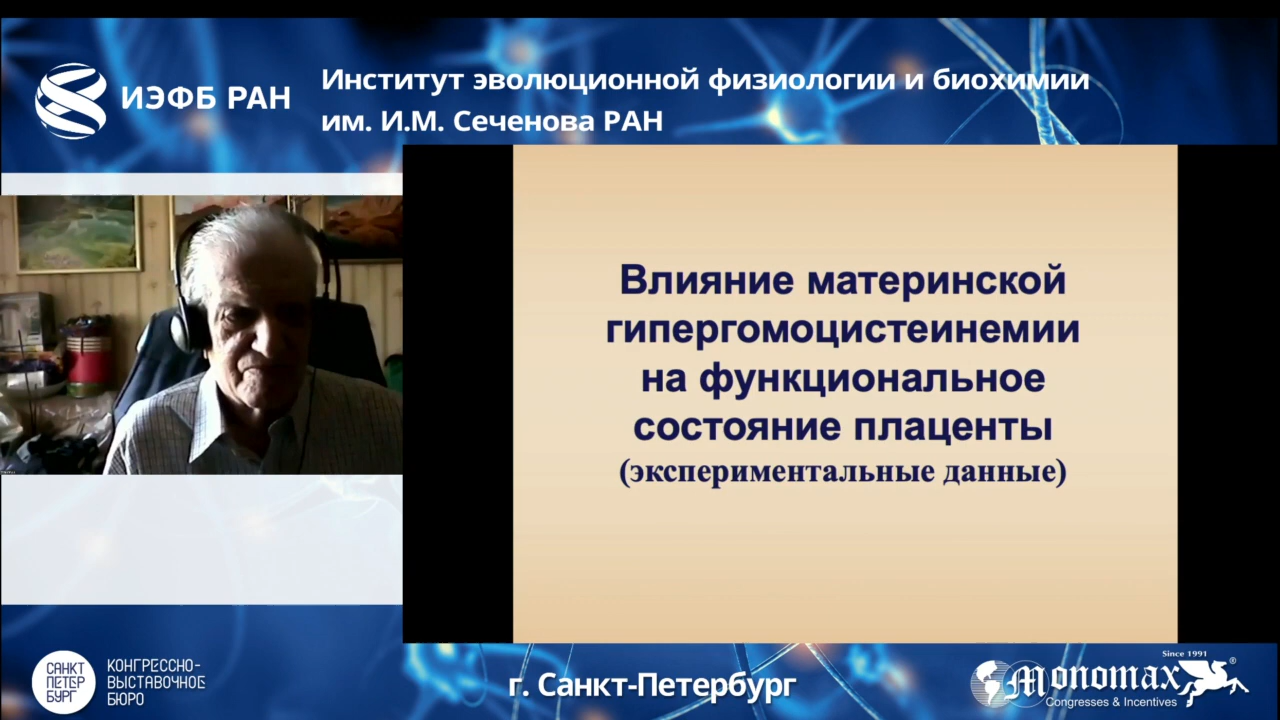 ИЭФБ РАН
Институт эволюционной физиологии и биохимии
им. И.М. Сеченова РАН
Влияние материнской
гипергомоцистеинемии
на функциональное
состояние плаценты
(экспериментальные данные)
САНКТ
ПЕТЕР
БУРГ
КОНГРЕССНО-
ВЫСТАВОЧНОЕ
БЮРО
г. Санкт-Петербург
Since 1991
Monomax®
Congresses & Incentives